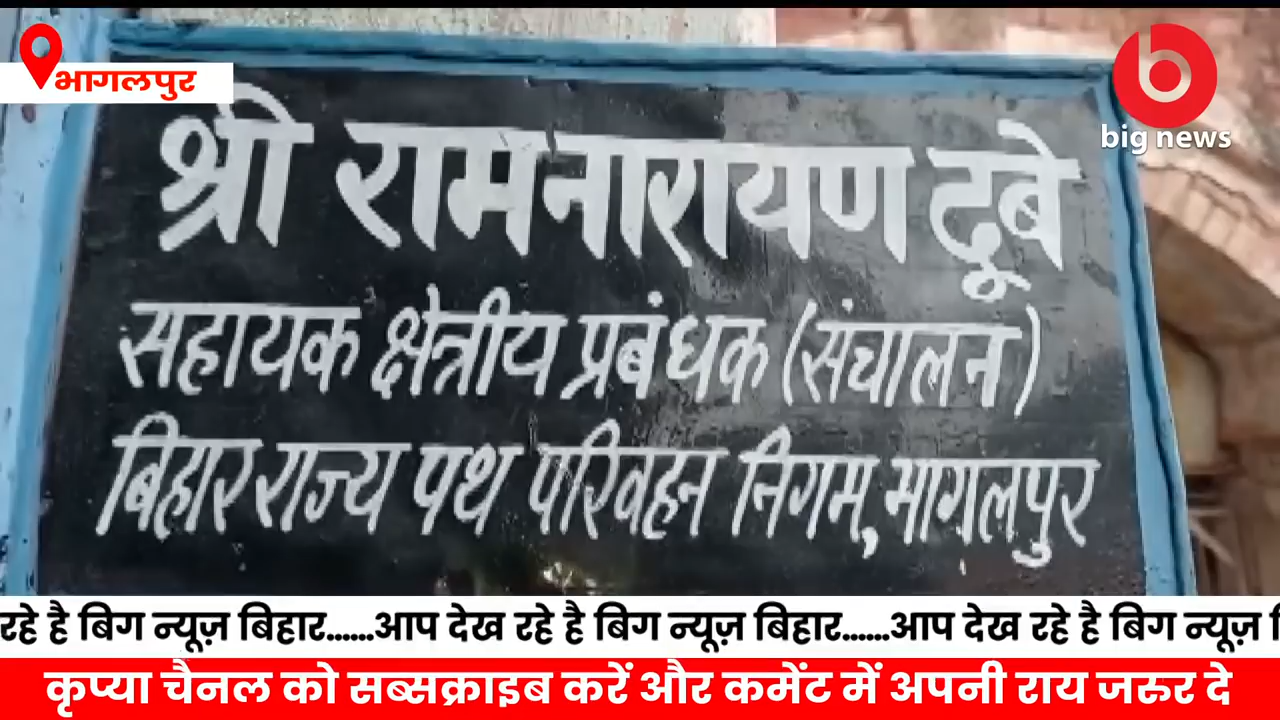 भागलपुर
big news
श्री रामनारायण दूबे
सहायक क्षेत्रीय प्रबंधक (संचालन)
बिहार राज्य पथ परिवहन निगम, भागलपुर
रहे है बिग न्यूज़ बिहार......आप देख रहे है बिग न्यूज़ बिहार......आप देख रहे है बिग न्यूज़
कृप्या चैनल को सब्सक्राइब करें और कमेंट में अपनी राय जरुर दे